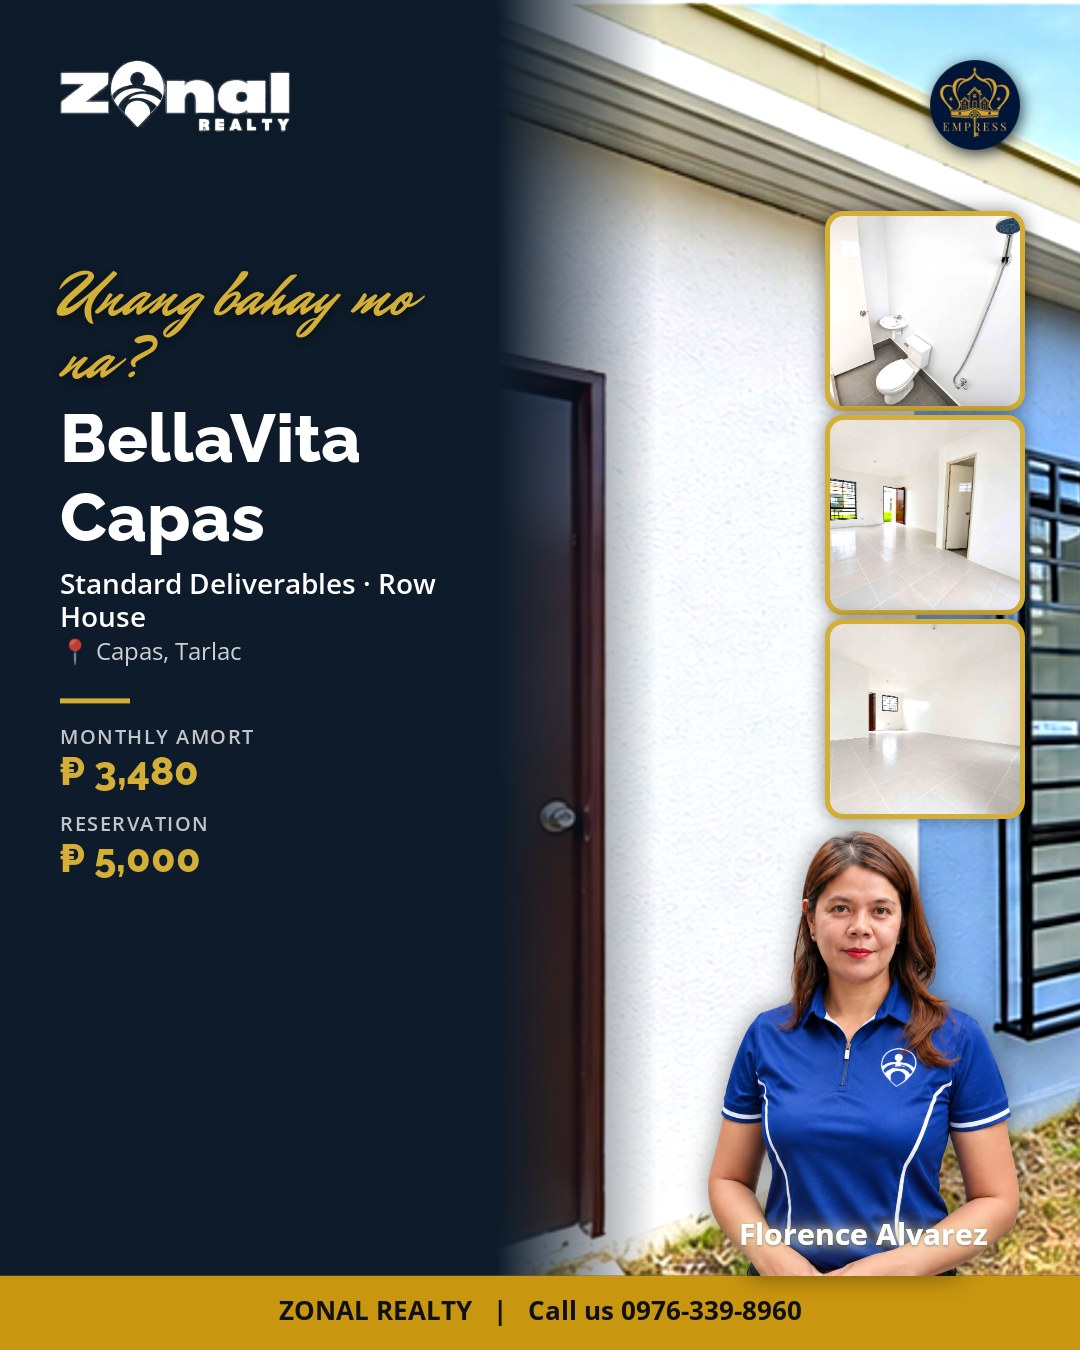 Zonal
REALTY
EMPRESS
Unang bahay mo
na?
BellaVita
Capas
Standard Deliverables · Row
House
📍 Capas, Tarlac
MONTHLY AMORT
₱ 3,480
RESERVATION
₱ 5,000
Florence Alvarez
ZONAL REALTY | Call us 0976-339-8960